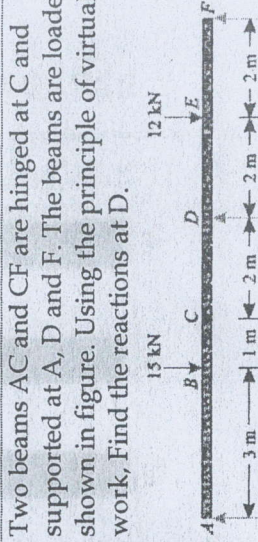 Two beams AC and CF are hinged at C and
supported at A, D and F. The beams are loade
shown in figure. Using the principle of virtual
work, Find the reactions at D.
15 kN
12 kN
A
B
C
D
E
F
3 m
1 m
2 m
2 m
2 m